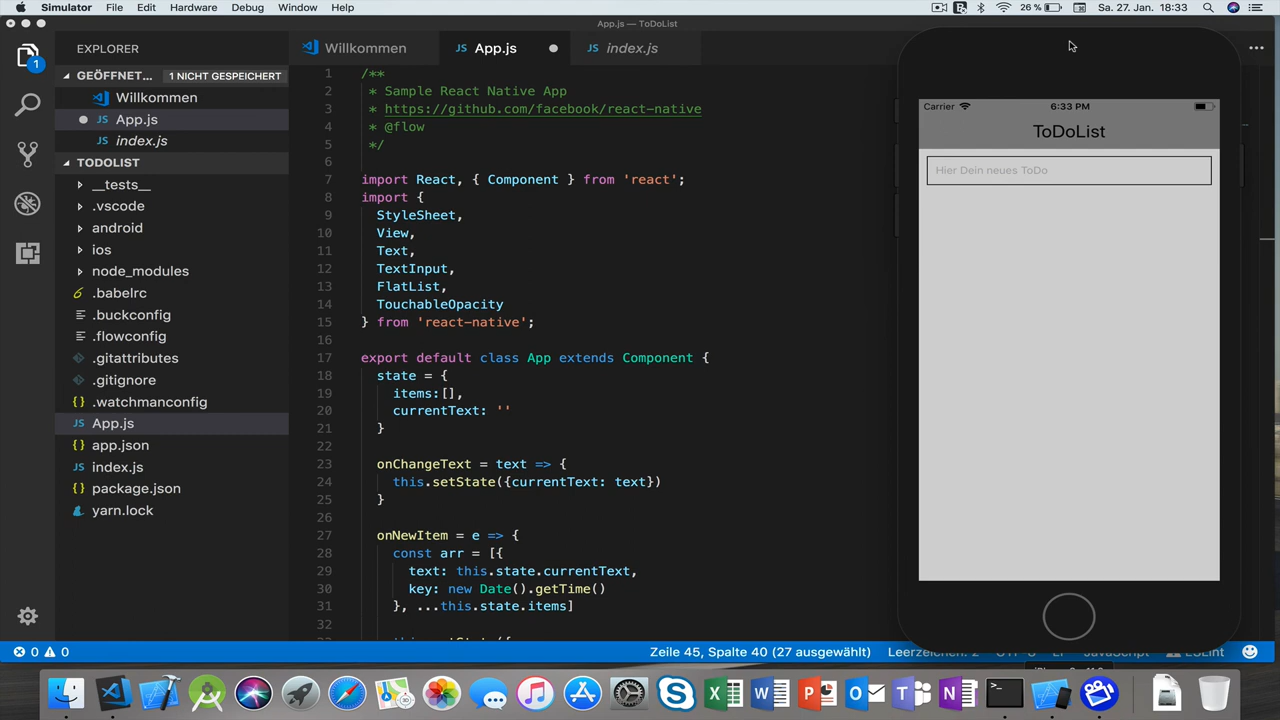 Simulator File Edit Hardware Debug Window Help 26 % Sa. 27. Jan. 18:33
App.js — ToDoList
EXPLORER
GEÖFFNET... 1 NICHT GESPEICHERT
Willkommen
App.js
index.js
TODOLIST
__tests__
.vscode
android
ios
node_modules
.babelrc
.buckconfig
.flowconfig
.gitattributes
.gitignore
.watchmanconfig
App.js
app.json
index.js
package.json
yarn.lock
Willkommen App.js index.js
1 /**
2 * Sample React Native App
3 * https://github.com/facebook/react-native
4 * @flow
5 */
6
7 import React, { Component } from 'react';
8 import {
9 StyleSheet,
10 View,
11 Text,
12 TextInput,
13 FlatList,
14 TouchableOpacity
15 } from 'react-native';
16
17 export default class App extends Component {
18 state = {
19 items:[],
20 currentText: ''
21 }
22
23 onChangeText = text => {
24 this.setState({currentText: text})
25 }
26
27 onNewItem = e => {
28 const arr = [{
29 text: this.state.currentText,
30 key: new Date().getTime()
31 }, ...this.state.items]
32
Carrier 6:33 PM
ToDoList
Hier Dein neues ToDo
0 0 Zeile 45, Spalte 40 (27 ausgewählt) Leerzeichen: 2 UTF-8 LF JavaScript ESLint